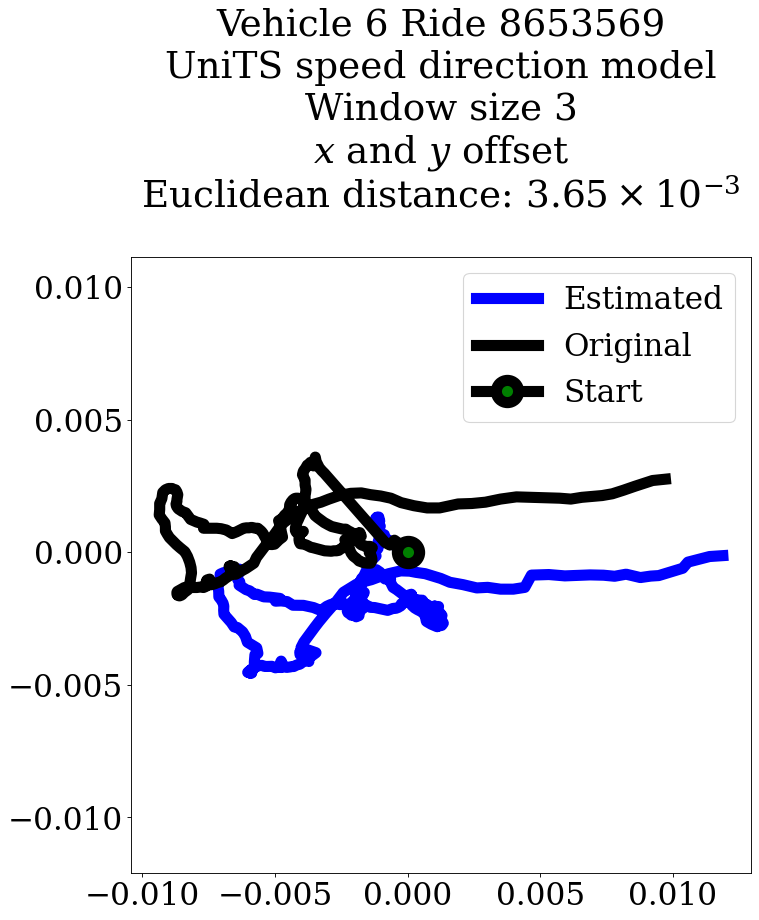 Vehicle 6 Ride 8653569
UniTS speed direction model
Window size 3
x and y offset
Euclidean distance: 3.65 × 10⁻³
Estimated
Original
Start
0.010
0.005
0.000
−0.005
−0.010
−0.010 −0.005 0.000 0.005 0.010